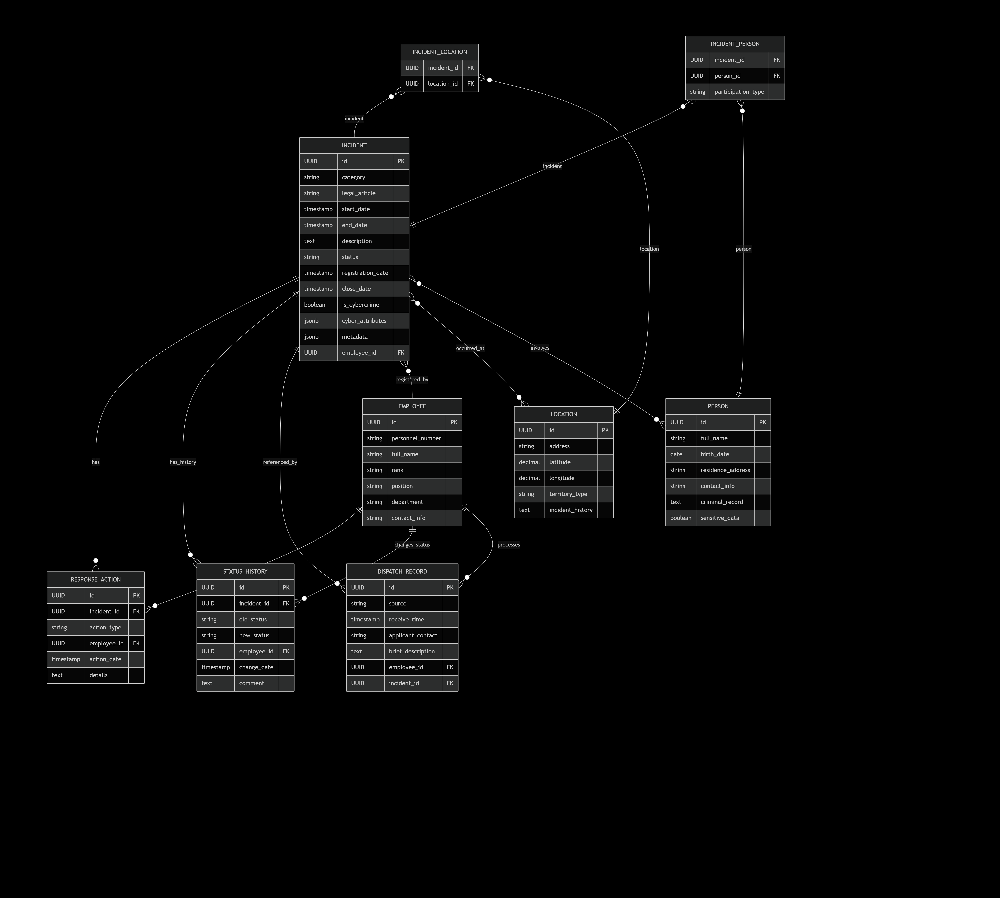 INCIDENT_LOCATION
UUID incident_id FK
UUID location_id FK
INCIDENT_PERSON
UUID incident_id FK
UUID person_id FK
string participation_type
incident
incident
location
person
INCIDENT
UUID id PK
string category
string legal_article
timestamp start_date
timestamp end_date
text description
string status
timestamp registration_date
timestamp close_date
boolean is_cybercrime
jsonb cyber_attributes
jsonb metadata
UUID employee_id FK
occurred_at
involves
registered_by
has
has_history
referenced_by
EMPLOYEE
UUID id PK
string personnel_number
string full_name
string rank
string position
string department
string contact_info
LOCATION
UUID id PK
string address
decimal latitude
decimal longitude
string territory_type
text incident_history
PERSON
UUID id PK
string full_name
date birth_date
string residence_address
string contact_info
text criminal_record
boolean sensitive_data
changes_status
processes
RESPONSE_ACTION
UUID id PK
UUID incident_id FK
string action_type
UUID employee_id FK
timestamp action_date
text details
STATUS_HISTORY
UUID id PK
UUID incident_id FK
string old_status
string new_status
UUID employee_id FK
timestamp change_date
text comment
DISPATCH_RECORD
UUID id PK
string source
timestamp receive_time
string applicant_contact
text brief_description
UUID employee_id FK
UUID incident_id FK